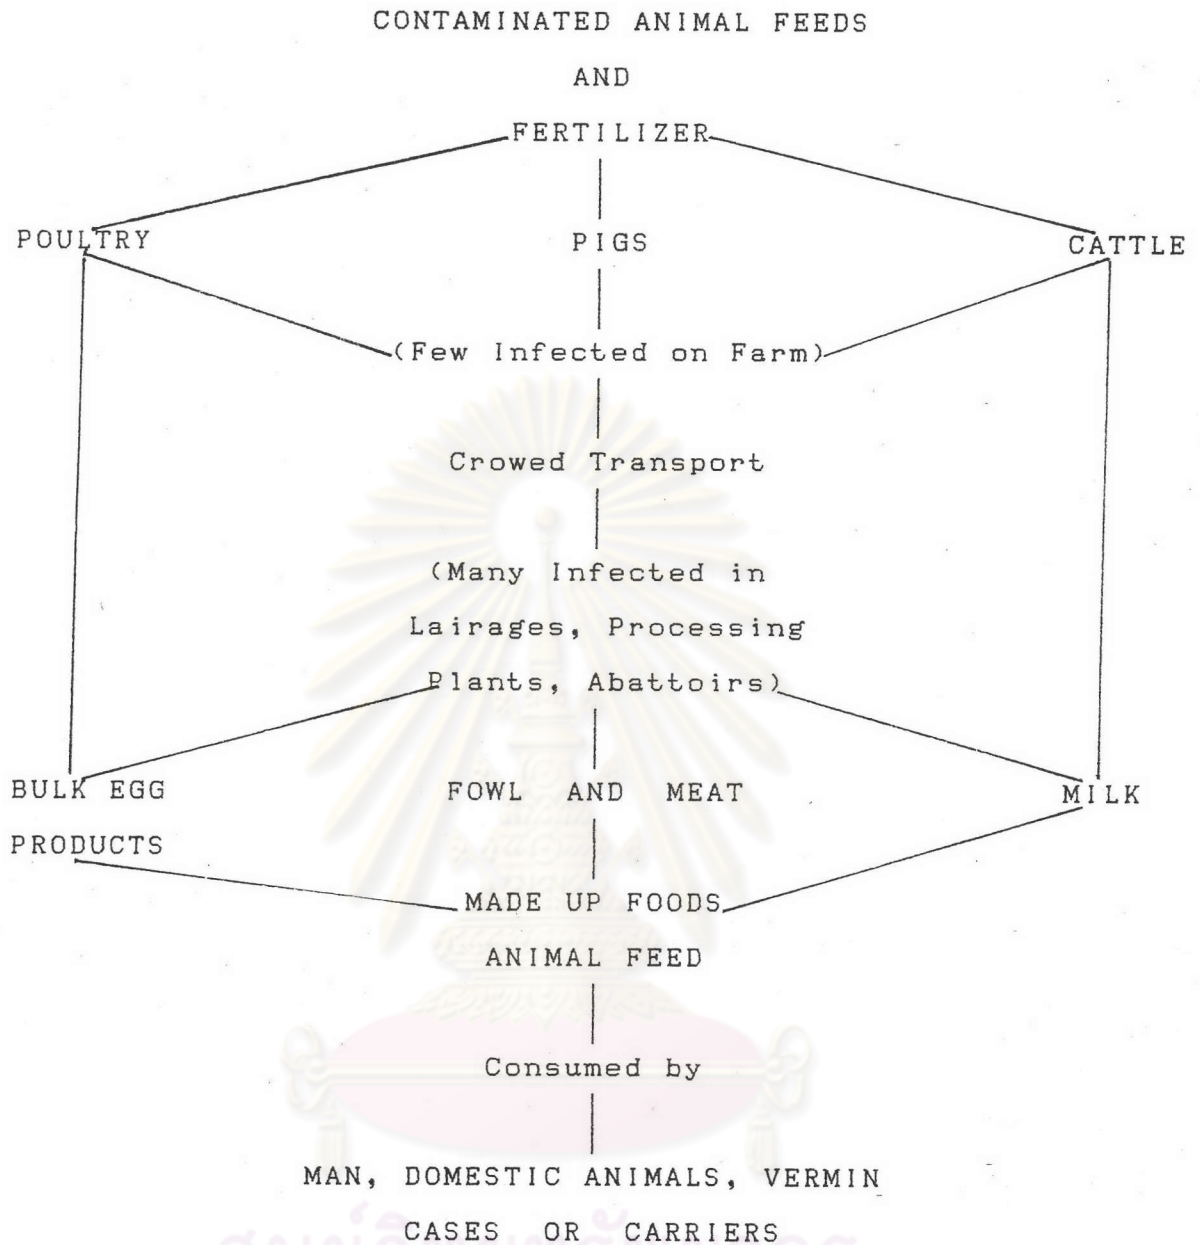 CONTAMINATED ANIMAL FEEDS
AND
FERTILIZER
POULTRY PIGS CATTLE
(Few Infected on Farm)
Crowed Transport
(Many Infected in
Lairages, Processing
Plants, Abattoirs)
BULK EGG FOWL AND MEAT MILK
PRODUCTS
MADE UP FOODS
ANIMAL FEED
Consumed by
MAN, DOMESTIC ANIMALS, VERMIN
CASES OR CARRIERS